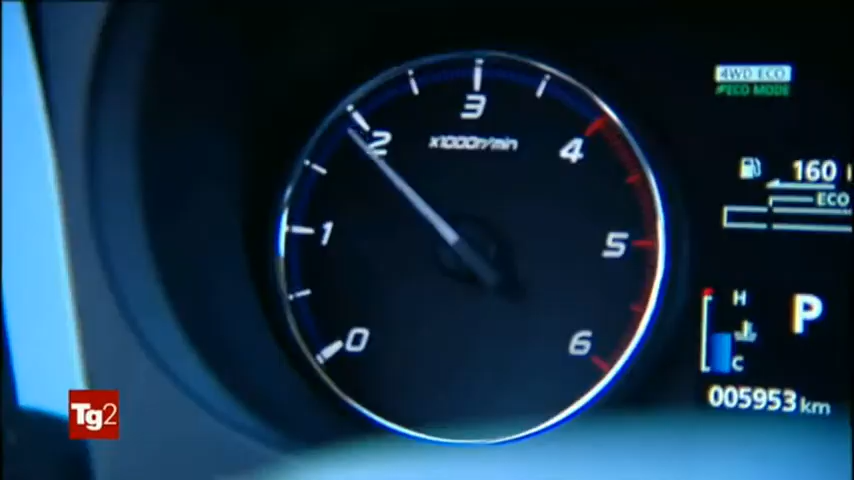 4WD ECO
ECO MODE
3
2
x1000r/min
4
160
ECO
1
5
H
P
0
6
C
005953 km
Tg2